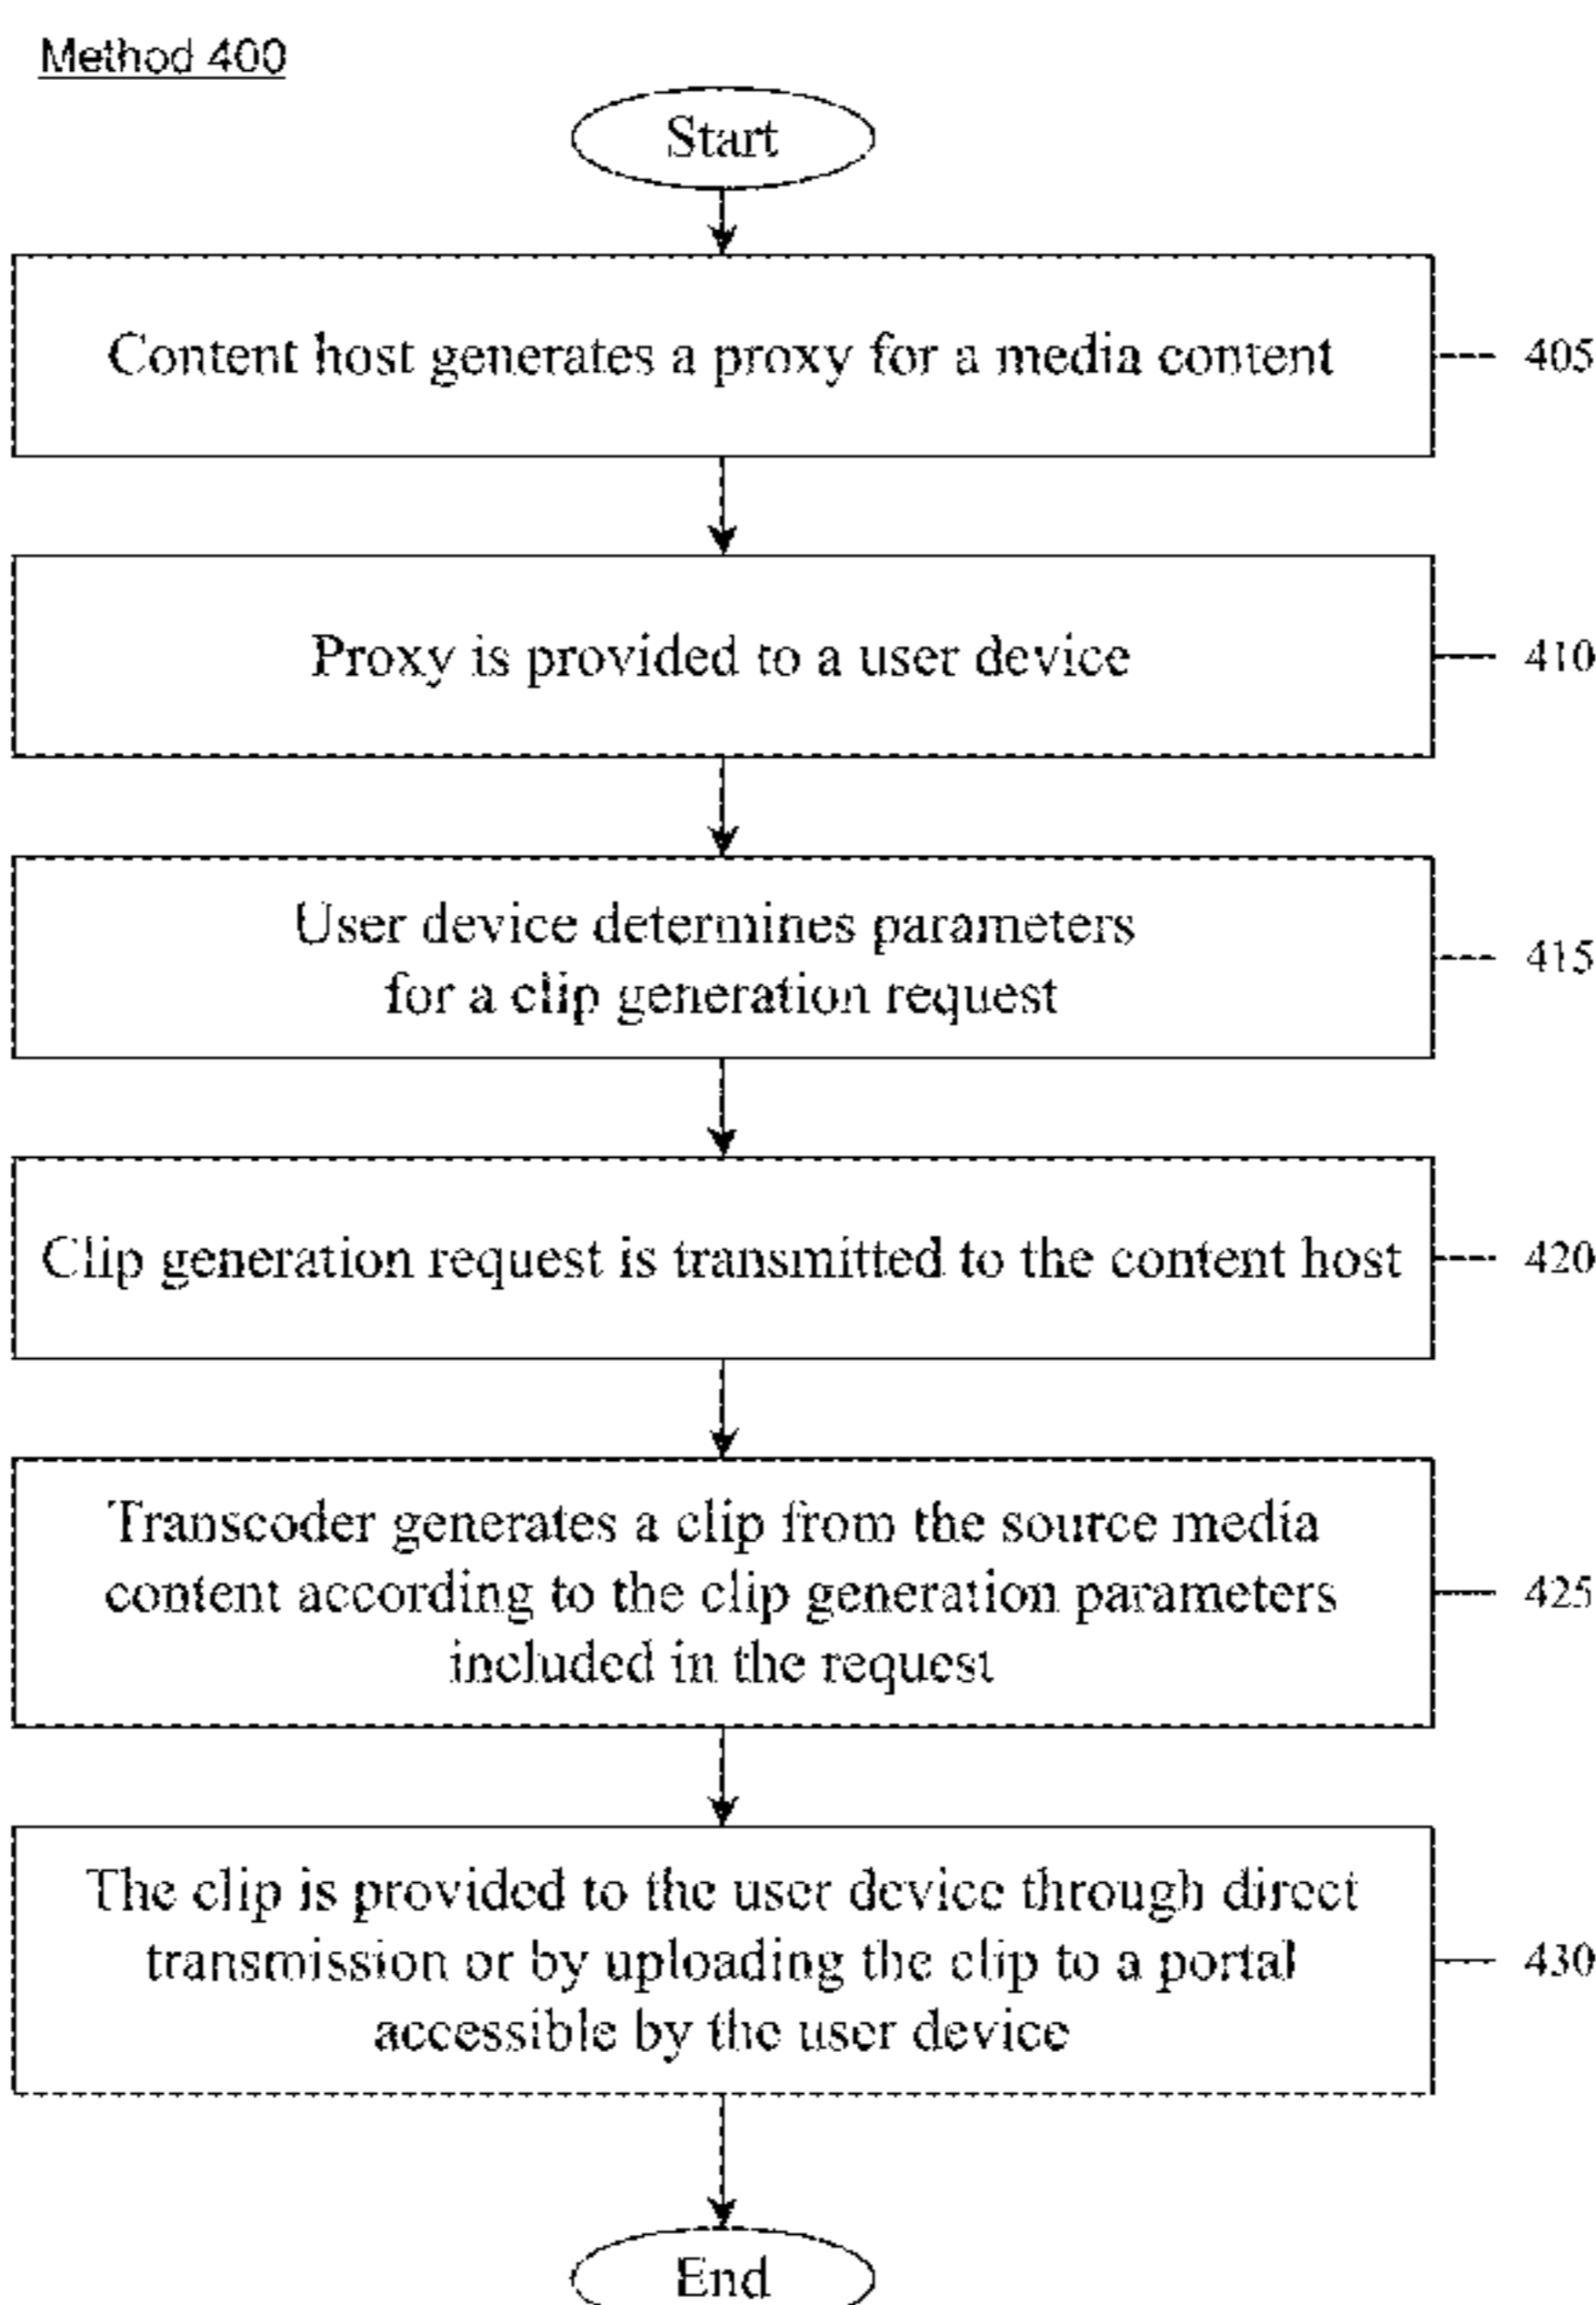 Method 400
Start
Content host generates a proxy for a media content
405
Proxy is provided to a user device
410
User device determines parameters
for a clip generation request
415
Clip generation request is transmitted to the content host
420
Transcoder generates a clip from the source media
content according to the clip generation parameters
included in the request
425
The clip is provided to the user device through direct
transmission or by uploading the clip to a portal
accessible by the user device
430
End